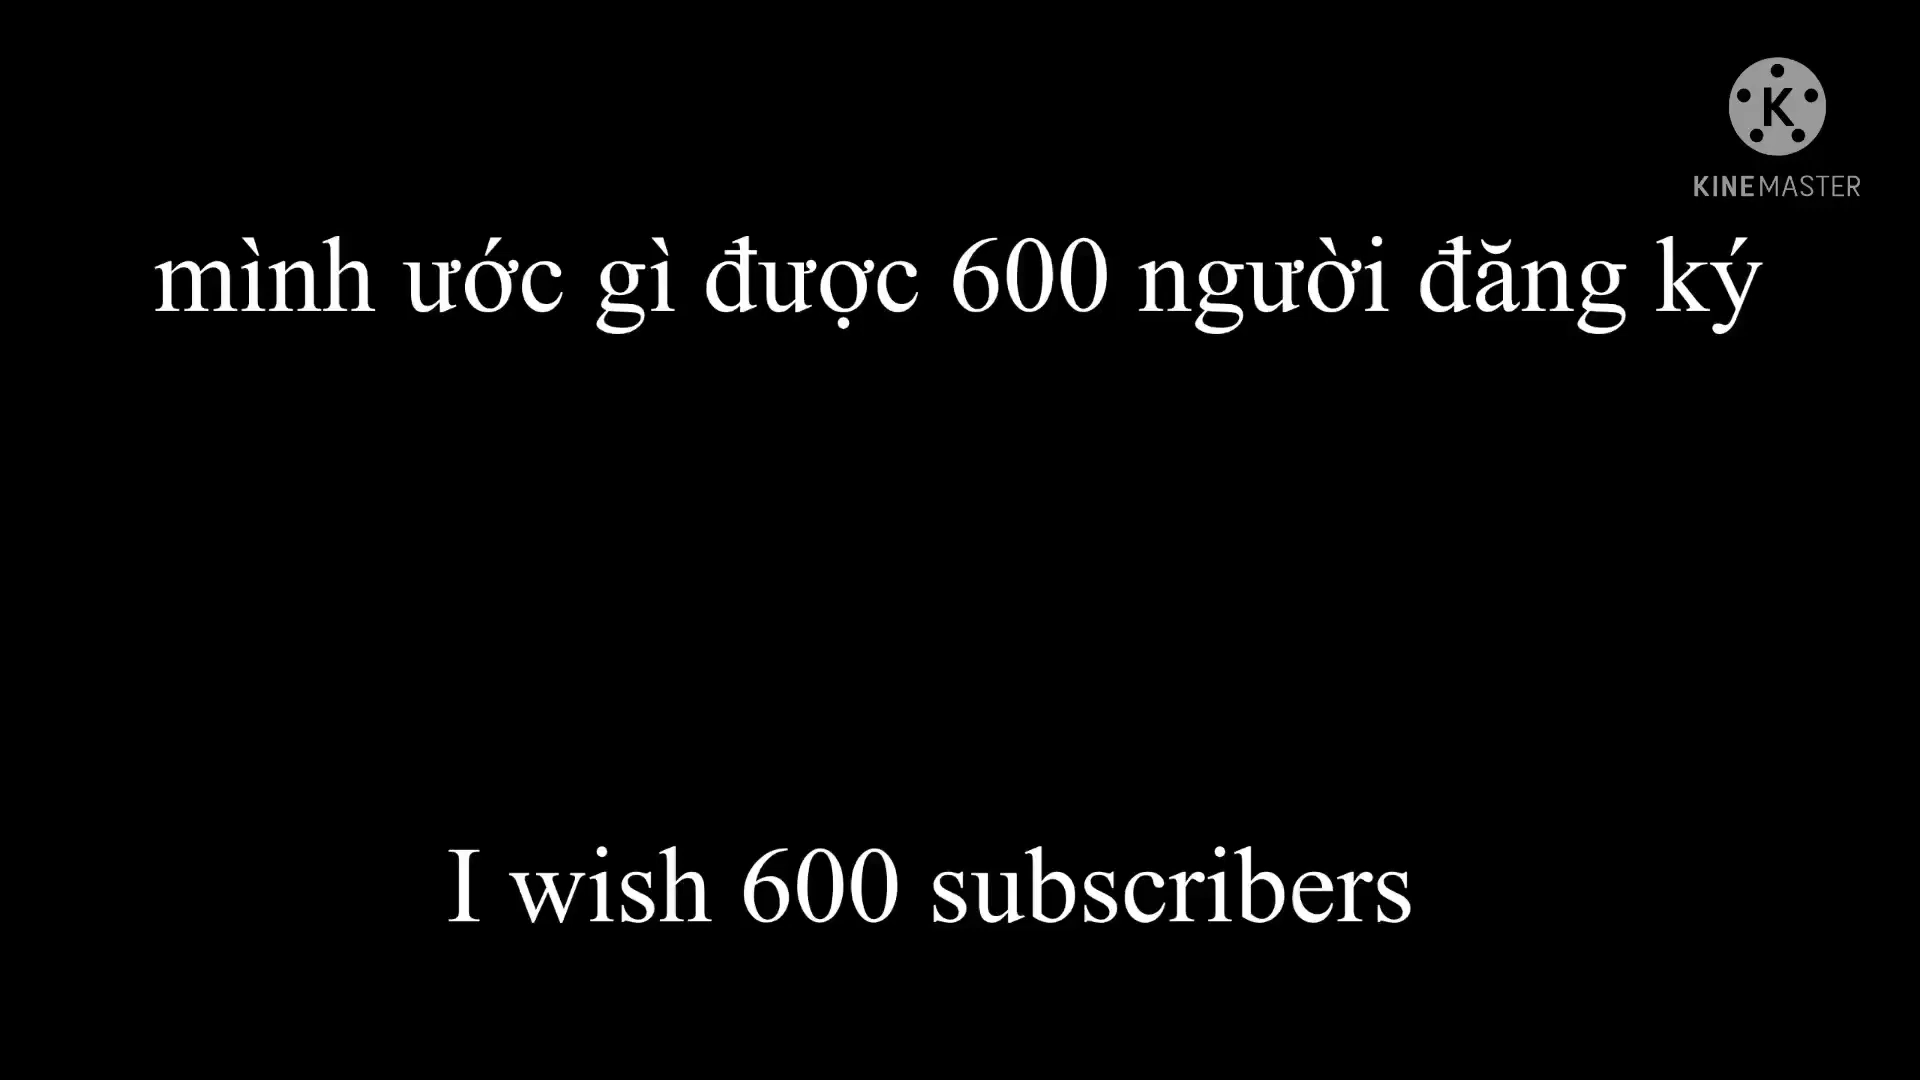 KINEMASTER
mình ước gì được 600 người đăng ký
I wish 600 subscribers